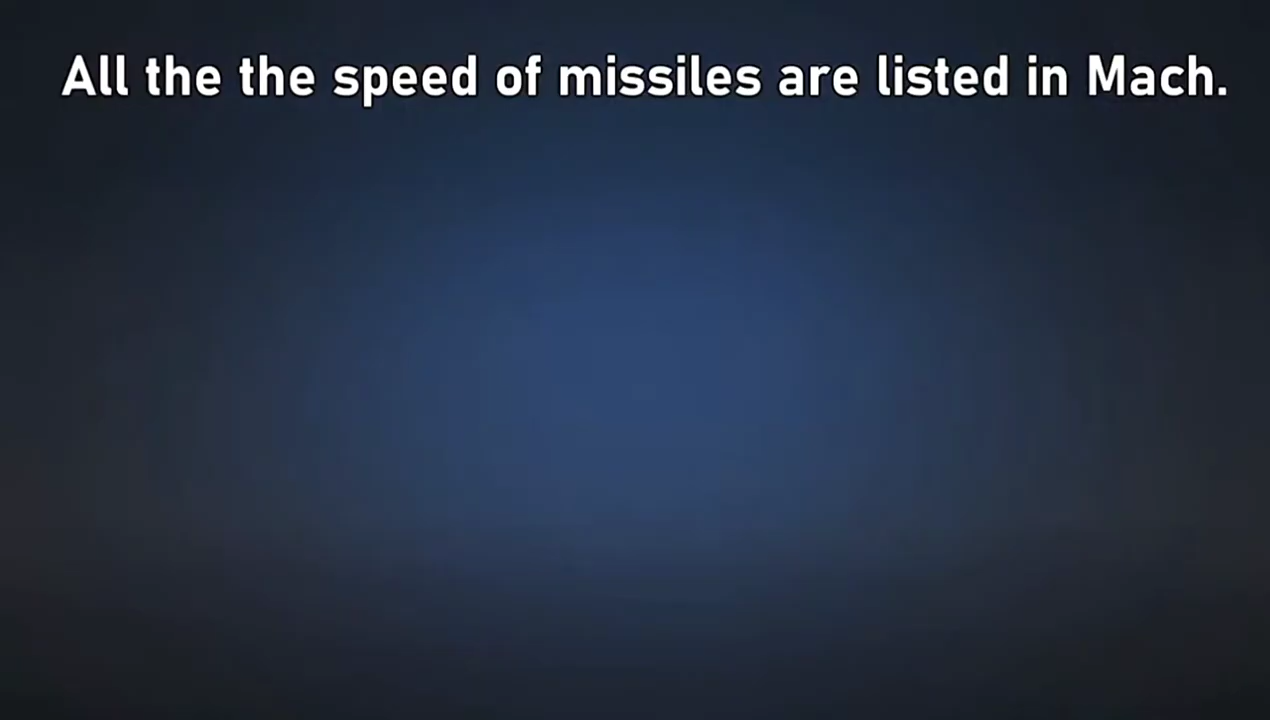 All the the speed of missiles are listed in Mach.